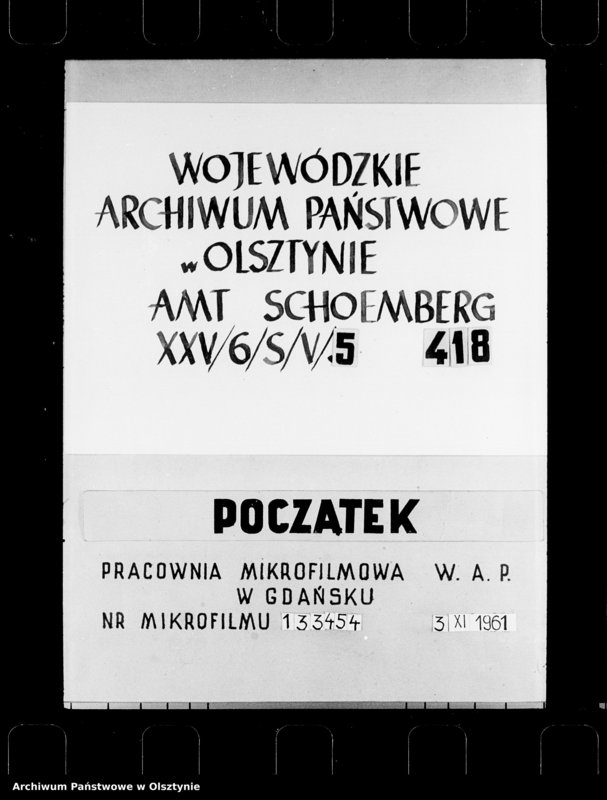 WOJEWÓDZKIE
ARCHIWUM PAŃSTWOWE
w OLSZTYNIE
AMT SCHOEMBERG
XXV/6/S/V/.5 418
POCZĄTEK
PRACOWNIA MIKROFILMOWA W. A. P.
W GDAŃSKU
NR MIKROFILMU 133454 3 XI 1961
Archiwum Państwowe w Olsztynie